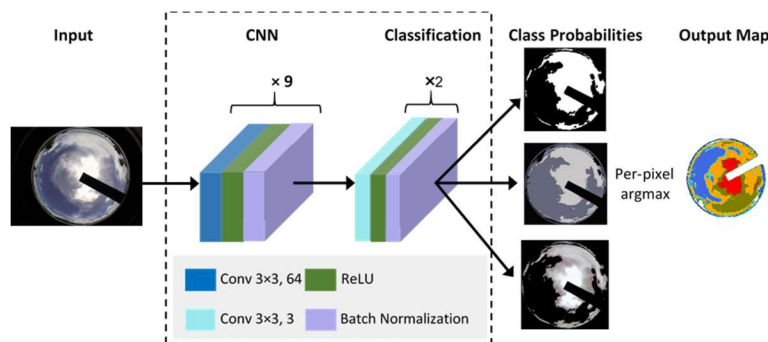 Input
CNN
Classification
Class Probabilities
Output Map
× 9
×2
Per-pixel
argmax
Conv 3×3, 64
ReLU
Conv 3×3, 3
Batch Normalization